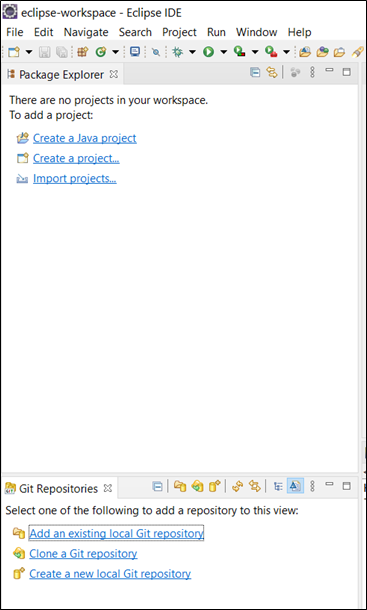 eclipse-workspace - Eclipse IDE
File Edit Navigate Search Project Run Window Help
Package Explorer
There are no projects in your workspace.
To add a project:
Create a Java project
Create a project...
Import projects...
Git Repositories
Select one of the following to add a repository to this view:
Add an existing local Git repository
Clone a Git repository
Create a new local Git repository